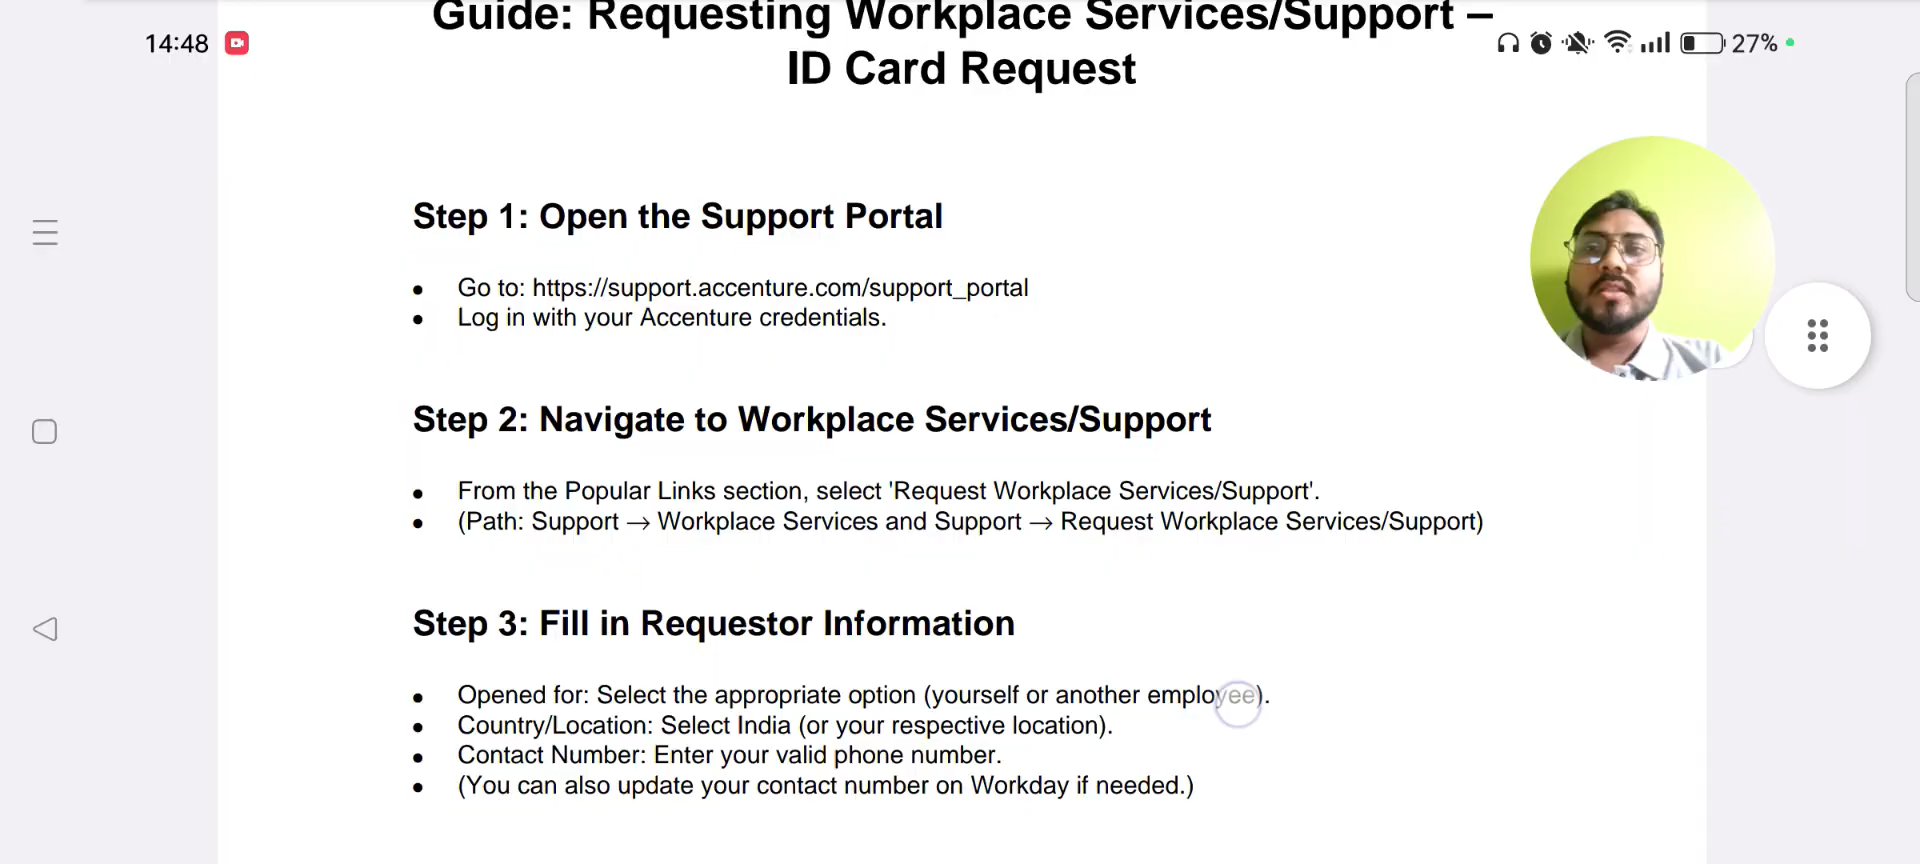 Guide: Requesting Workplace Services/Support –
14:48
27%
ID Card Request
Step 1: Open the Support Portal
• Go to: https://support.accenture.com/support_portal
• Log in with your Accenture credentials.
Step 2: Navigate to Workplace Services/Support
• From the Popular Links section, select 'Request Workplace Services/Support'.
• (Path: Support → Workplace Services and Support → Request Workplace Services/Support)
Step 3: Fill in Requestor Information
• Opened for: Select the appropriate option (yourself or another employee).
• Country/Location: Select India (or your respective location).
• Contact Number: Enter your valid phone number.
• (You can also update your contact number on Workday if needed.)